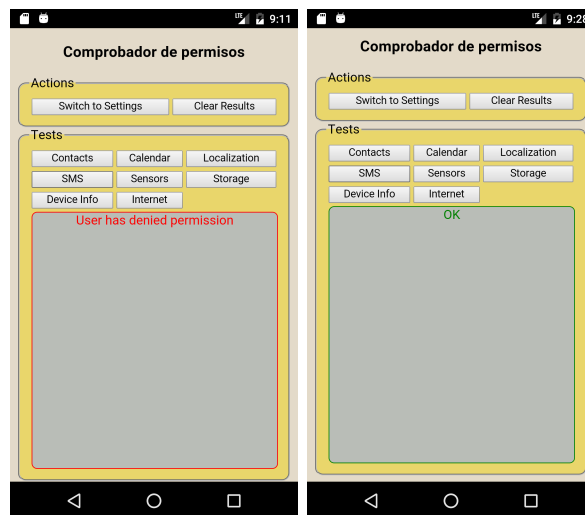 LTE 9:11
Comprobador de permisos
Actions
Switch to Settings Clear Results
Tests
Contacts Calendar Localization
SMS Sensors Storage
Device Info Internet
User has denied permission
LTE 9:28
Comprobador de permisos
Actions
Switch to Settings Clear Results
Tests
Contacts Calendar Localization
SMS Sensors Storage
Device Info Internet
OK